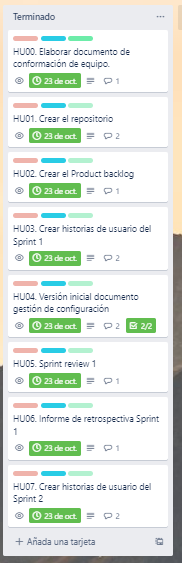 Terminado
HU00. Elaborar documento de
conformación de equipo.
23 de oct. 1
HU01. Crear el repositorio
23 de oct. 2
HU02. Crear el Product backlog
23 de oct. 1
HU03. Crear historias de usuario del
Sprint 1
23 de oct. 2
HU04. Versión inicial documento
gestión de configuración
23 de oct. 2 2/2
HU05. Sprint review 1
23 de oct. 1
HU06. Informe de retrospectiva Sprint
1
23 de oct. 1
HU07. Crear historias de usuario del
Sprint 2
23 de oct. 2
+ Añada una tarjeta